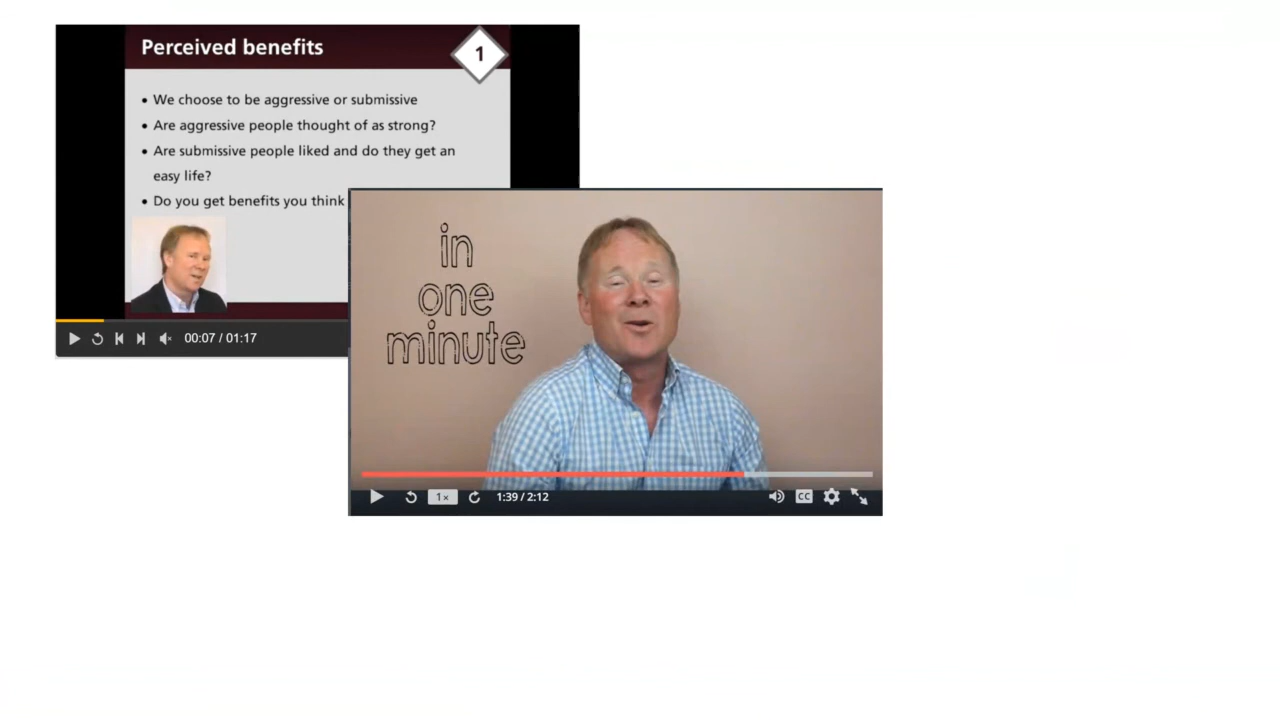 Perceived benefits
1
• We choose to be aggressive or submissive
• Are aggressive people thought of as strong?
• Are submissive people liked and do they get an
easy life?
• Do you get benefits you think
00:07 / 01:17
in
one
minute
1×
1:39 / 2:12
CC